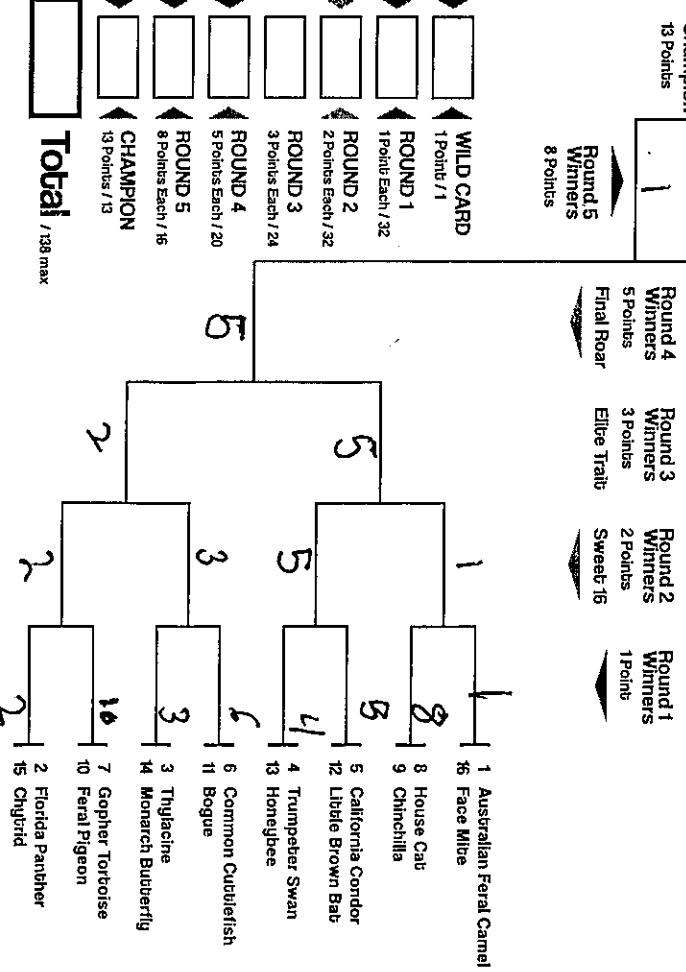 13 Points
Round 5
Winners
8 Points
Round 4
Winners
5 Points
Final Roar
Round 3
Winners
3 Points
Elite Trait
Round 2
Winners
2 Points
Sweet 16
Round 1
Winners
1 Point
1
WILD CARD
1 Point / 1
ROUND 1
1 Point Each / 32
ROUND 2
2 Points Each / 32
ROUND 3
3 Points Each / 24
ROUND 4
5 Points Each / 20
ROUND 5
8 Points Each / 16
CHAMPION
13 Points / 13
Total / 138 max
5
5
2
1
5
3
2
1
8
5
4
6
3
10
2
1 Australian Feral Camel
16 Face Mite
8 House Cat
9 Chinchilla
5 California Condor
12 Little Brown Bat
4 Trumpeter Swan
13 Honeybee
6 Common Cuttlefish
11 Bogue
3 Thylacine
14 Monarch Butterfly
7 Gopher Tortoise
10 Feral Pigeon
2 Florida Panther
15 Chytrid